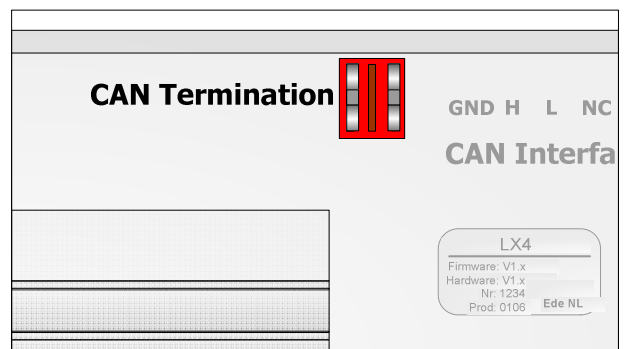 CAN Termination
GND H L NC
CAN Interfa
LX4
Firmware: V1.x
Hardware: V1.x
Nr: 1234
Prod: 0106
Ede NL